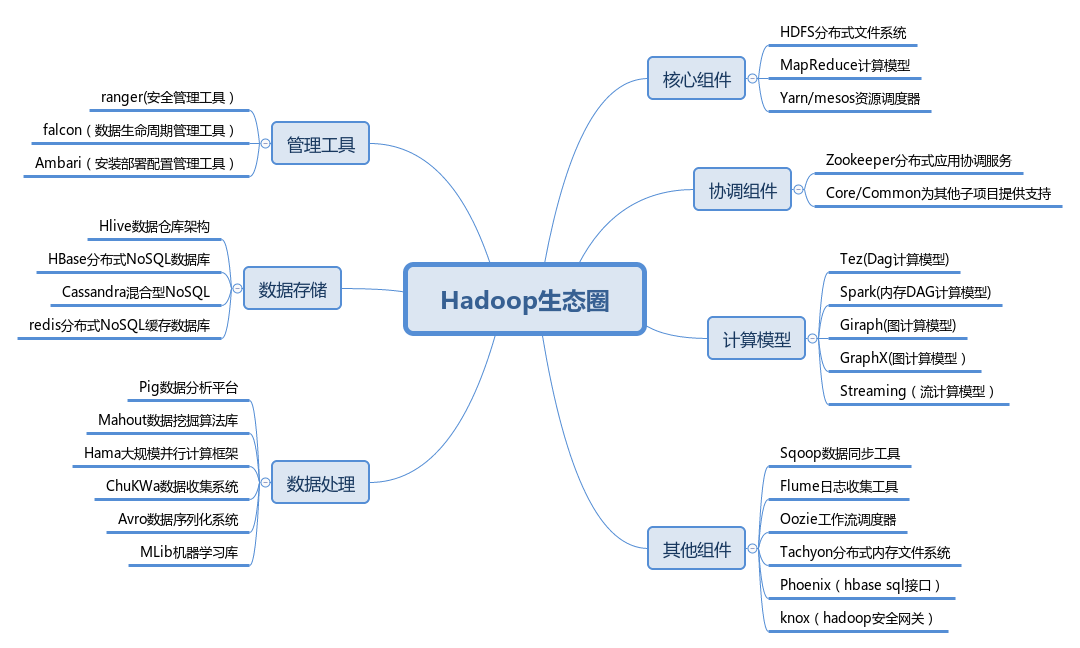 Hadoop生态圈
核心组件
HDFS分布式文件系统
MapReduce计算模型
Yarn/mesos资源调度器
协调组件
Zookeeper分布式应用协调服务
Core/Common为其他子项目提供支持
计算模型
Tez(Dag计算模型)
Spark(内存DAG计算模型)
Giraph(图计算模型)
GraphX(图计算模型）
Streaming（流计算模型）
其他组件
Sqoop数据同步工具
Flume日志收集工具
Oozie工作流调度器
Tachyon分布式内存文件系统
Phoenix（hbase sql接口）
knox（hadoop安全网关）
管理工具
ranger(安全管理工具）
falcon（数据生命周期管理工具）
Ambari（安装部署配置管理工具）
数据存储
Hlive数据仓库架构
HBase分布式NoSQL数据库
Cassandra混合型NoSQL
redis分布式NoSQL缓存数据库
数据处理
Pig数据分析平台
Mahout数据挖掘算法库
Hama大规模并行计算框架
ChuKWa数据收集系统
Avro数据序列化系统
MLib机器学习库